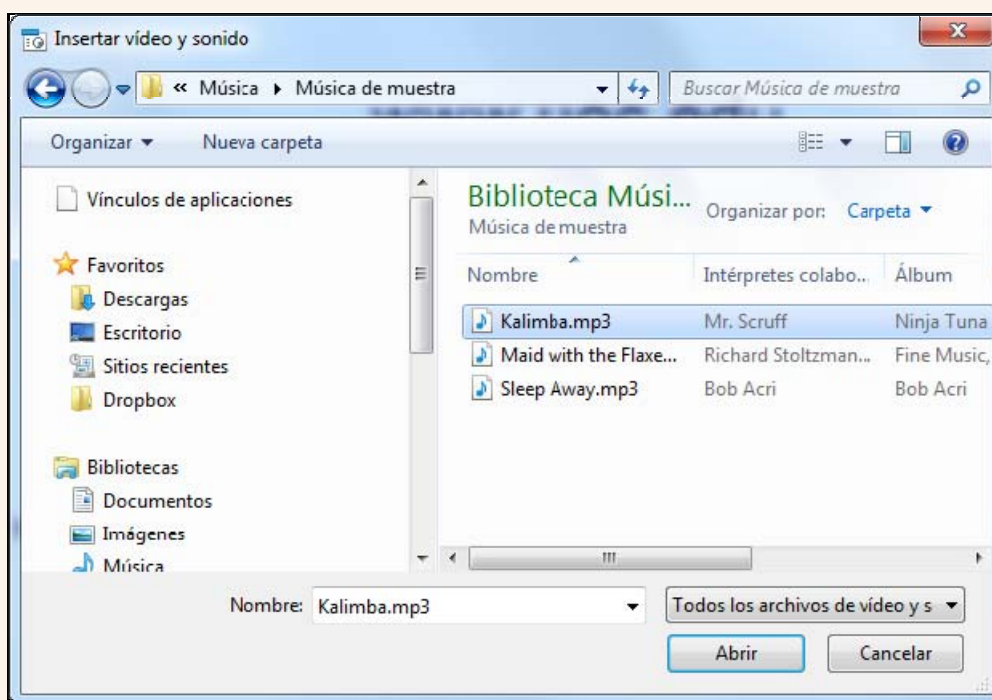 Insertar vídeo y sonido
« Música ▸ Música de muestra
Buscar Música de muestra
Organizar
Nueva carpeta
Vínculos de aplicaciones
Favoritos
Descargas
Escritorio
Sitios recientes
Dropbox
Bibliotecas
Documentos
Imágenes
Música
Biblioteca Músi...
Música de muestra
Organizar por: Carpeta
Nombre Intérpretes colabo... Álbum
Kalimba.mp3 Mr. Scruff Ninja Tuna
Maid with the Flaxe... Richard Stoltzman... Fine Music,
Sleep Away.mp3 Bob Acri Bob Acri
Nombre: Kalimba.mp3 Todos los archivos de vídeo y s
Abrir Cancelar